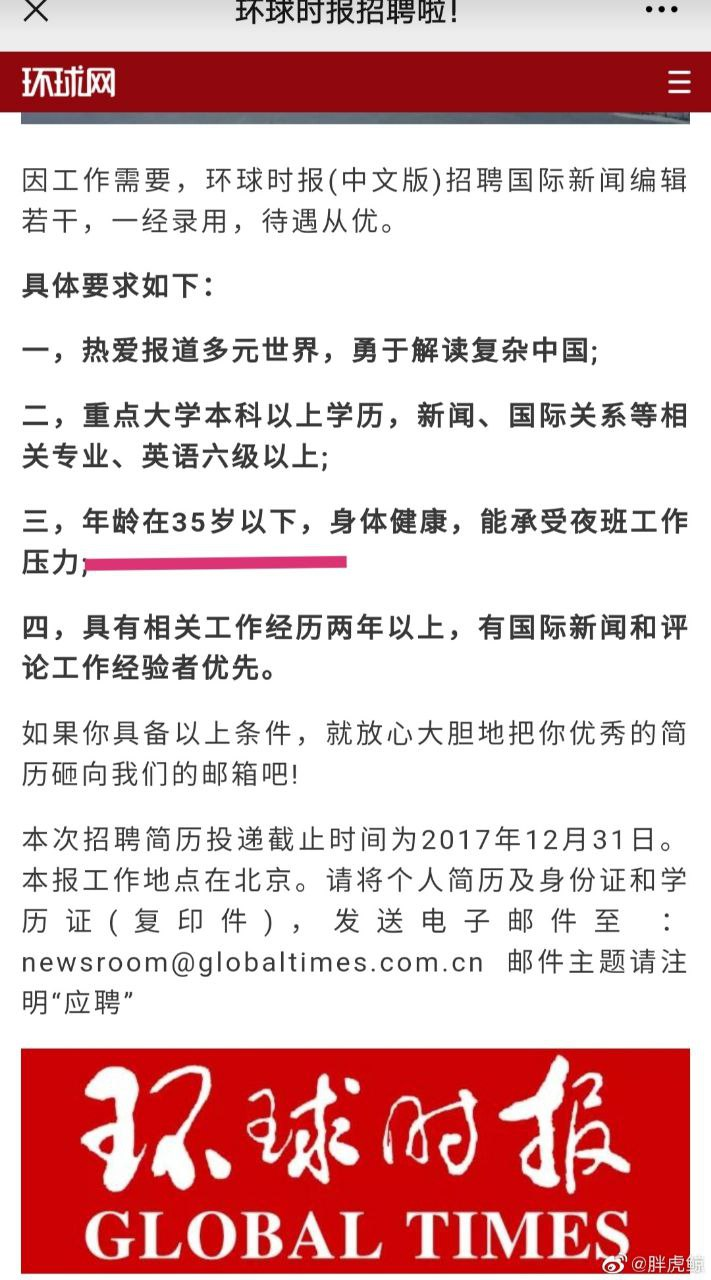 环球时报招聘啦!
环球网
因工作需要，环球时报(中文版)招聘国际新闻编辑
若干，一经录用，待遇从优。
具体要求如下：
一，热爱报道多元世界，勇于解读复杂中国;
二，重点大学本科以上学历，新闻、国际关系等相
关专业、英语六级以上;
三，年龄在35岁以下，身体健康，能承受夜班工作
压力;
四，具有相关工作经历两年以上，有国际新闻和评
论工作经验者优先。
如果你具备以上条件，就放心大胆地把你优秀的简
历砸向我们的邮箱吧!
本次招聘简历投递截止时间为2017年12月31日。
本报工作地点在北京。请将个人简历及身份证和学
历证(复印件)，发送电子邮件至：
newsroom@globaltimes.com.cn 邮件主题请注
明“应聘”
环球时报
GLOBAL TIMES
@胖虎鲸